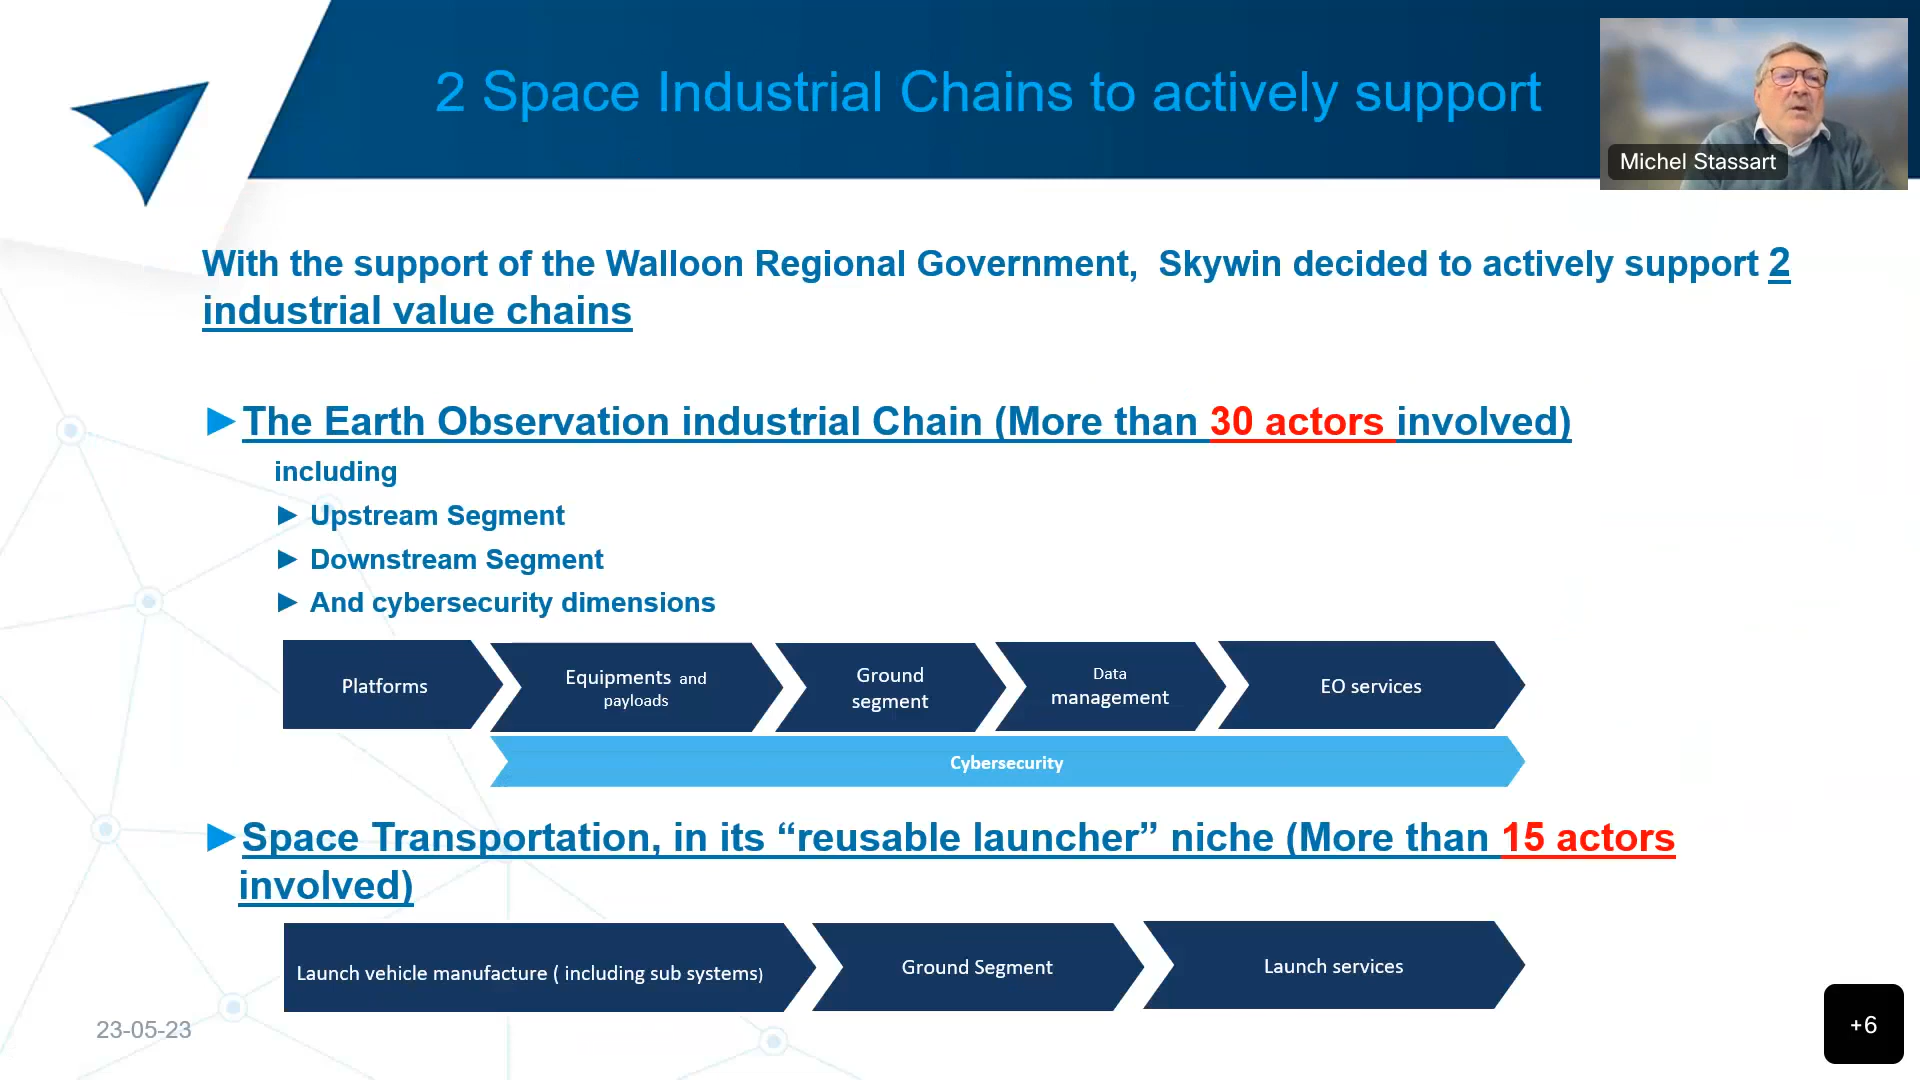 2 Space Industrial Chains to actively support
Michel Stassart
With the support of the Walloon Regional Government, Skywin decided to actively support 2
industrial value chains
The Earth Observation industrial Chain (More than 30 actors involved)
including
Upstream Segment
Downstream Segment
And cybersecurity dimensions
Platforms
Equipments and
payloads
Ground
segment
Data
management
EO services
Cybersecurity
Space Transportation, in its “reusable launcher” niche (More than 15 actors
involved)
Launch vehicle manufacture ( including sub systems)
Ground Segment
Launch services
23-05-23
+6